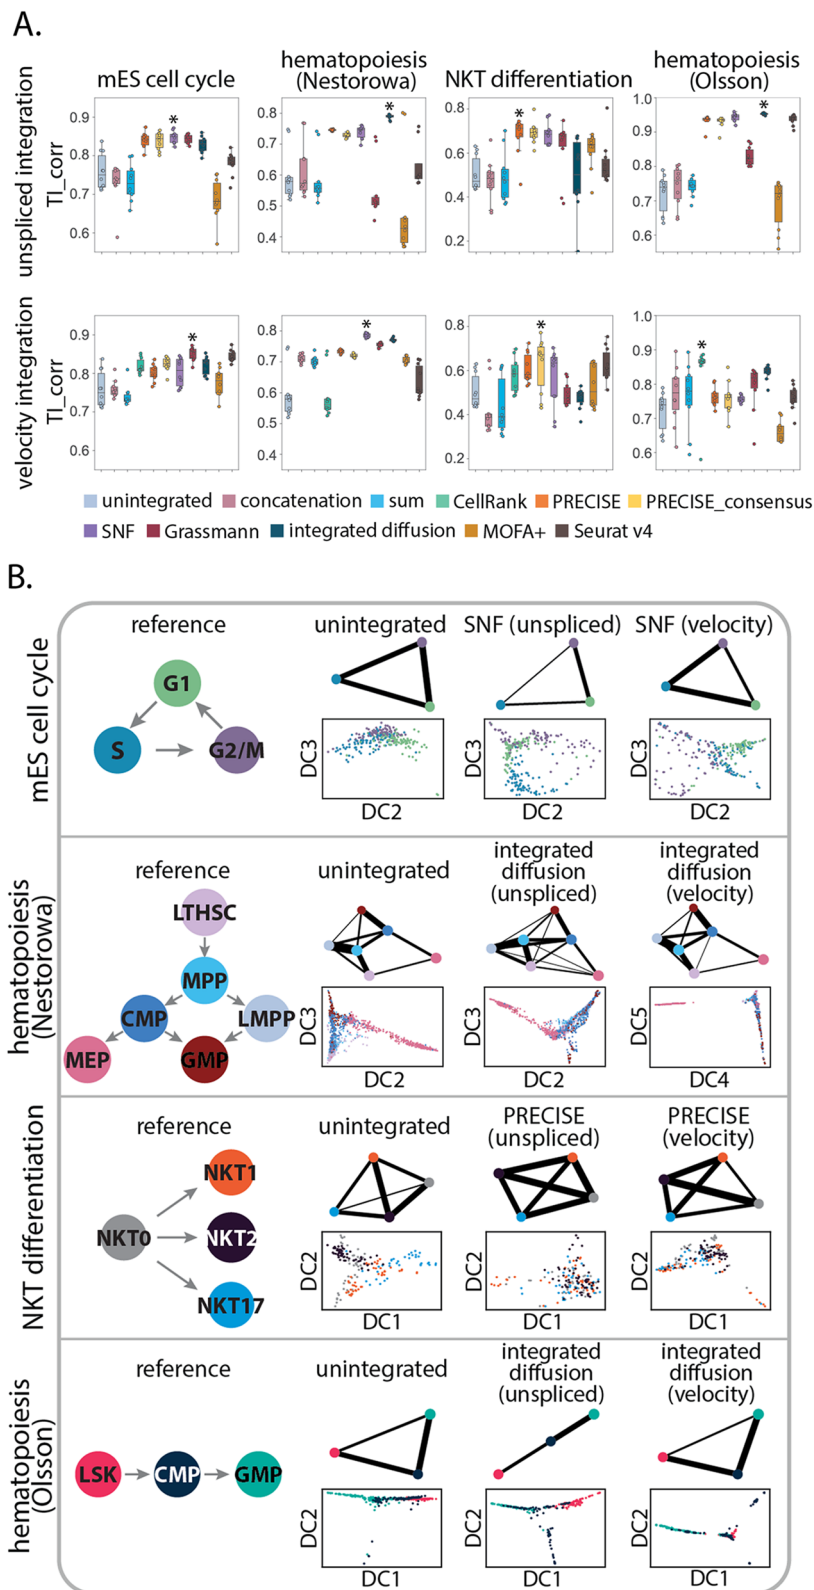 A.
mES cell cycle
hematopoiesis
(Nestorowa)
NKT differentiation
hematopoiesis
(Olsson)
unspliced integration
TI_corr
0.9
0.8
0.7
0.6
*
0.8
0.7
0.6
0.5
0.4
*
0.8
0.6
0.4
0.2
*
1.0
0.9
0.8
0.7
0.6
*
velocity integration
TI_corr
0.9
0.8
0.7
0.6
*
0.8
0.7
0.6
0.5
0.4
*
0.8
0.6
0.4
0.2
*
1.0
0.9
0.8
0.7
0.6
*
unintegrated concatenation sum CellRank PRECISE PRECISE_consensus
SNF Grassmann integrated diffusion MOFA+ Seurat v4
B.
mES cell cycle
reference
G1
S
G2/M
unintegrated
DC3
DC2
SNF (unspliced)
DC3
DC2
SNF (velocity)
DC5
DC2
hematopoiesis
(Nestorowa)
reference
LTHSC
MPP
CMP
LMPP
MEP
GMP
unintegrated
DC3
DC2
integrated
diffusion
(unspliced)
DC3
DC2
integrated
diffusion
(velocity)
DC5
DC4
NKT differentiation
reference
NKT1
NKT0
NKT2
NKT17
unintegrated
DC2
DC1
PRECISE
(unspliced)
DC2
DC1
PRECISE
(velocity)
DC2
DC1
hematopoiesis
(Olsson)
reference
LSK
CMP
GMP
unintegrated
DC2
DC1
integrated
diffusion
(unspliced)
DC2
DC1
integrated
diffusion
(velocity)
DC2
DC1